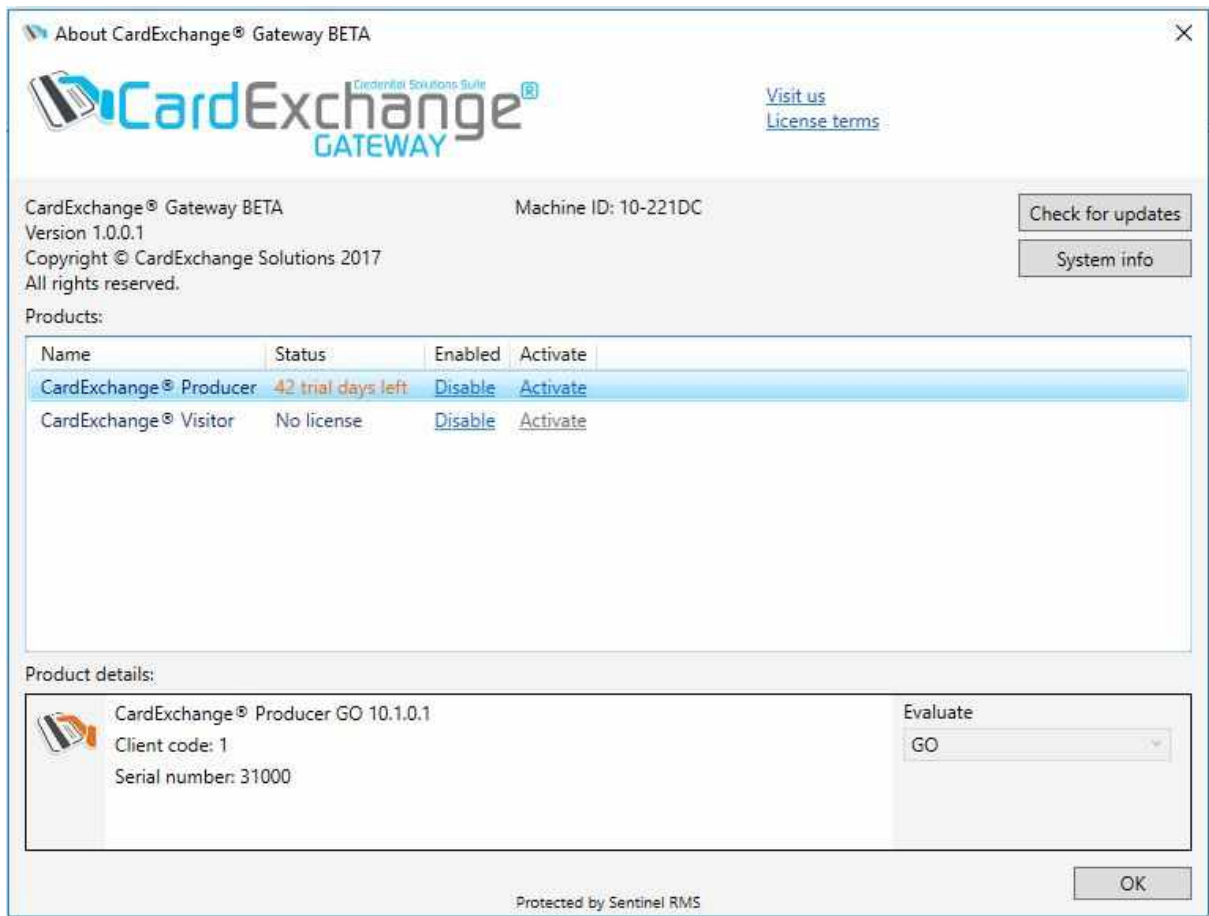 About CardExchange® Gateway BETA
Credential Solutions Suite
CardExchange®
GATEWAY
Visit us
License terms
CardExchange® Gateway BETA
Machine ID: 10-221DC
Check for updates
Version 1.0.0.1
Copyright © CardExchange Solutions 2017
System info
All rights reserved.
Products:
Name Status Enabled Activate
CardExchange® Producer 42 trial days left Disable Activate
CardExchange® Visitor No license Disable Activate
Product details:
CardExchange® Producer GO 10.1.0.1
Client code: 1
Serial number: 31000
Evaluate
GO
OK
Protected by Sentinel RMS